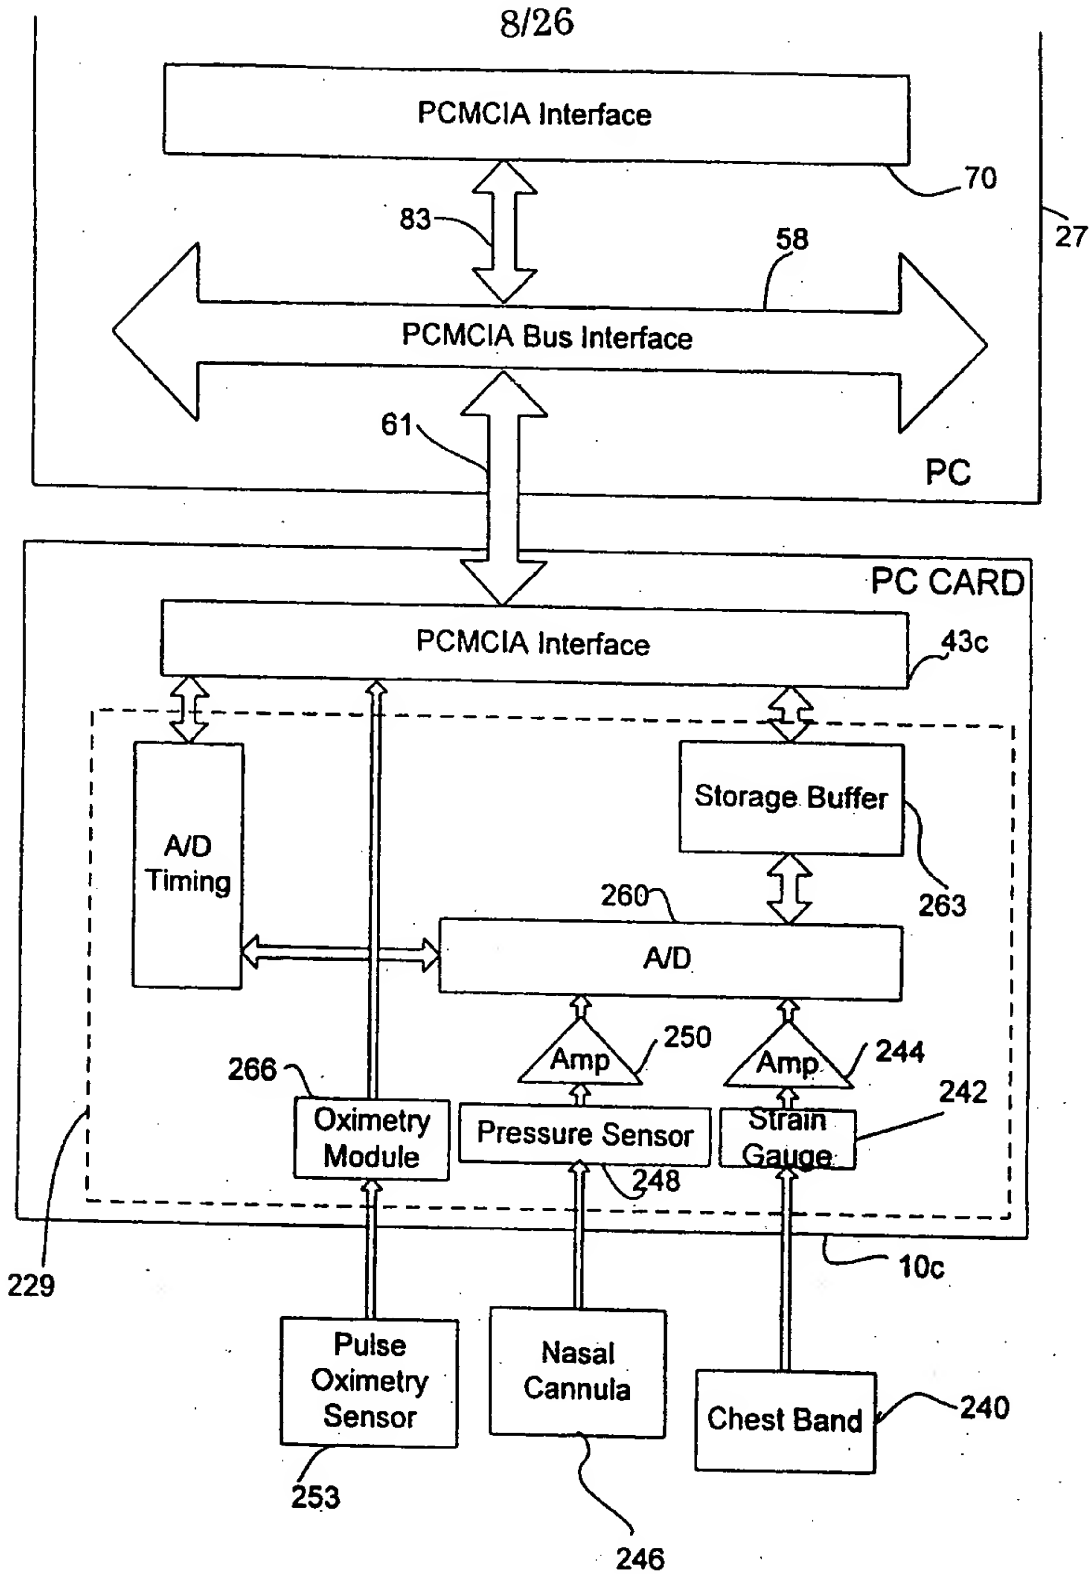 8/26
PCMCIA Interface
70
83
27
58
PCMCIA Bus Interface
61
PC
PC CARD
PCMCIA Interface
43c
Storage Buffer
A/D
Timing
263
260
A/D
Amp
250
Amp
244
266
242
Oximetry
Module
Pressure Sensor
Strain
Gauge
248
229
10c
Pulse
Oximetry
Sensor
Nasal
Cannula
Chest Band
240
253
246